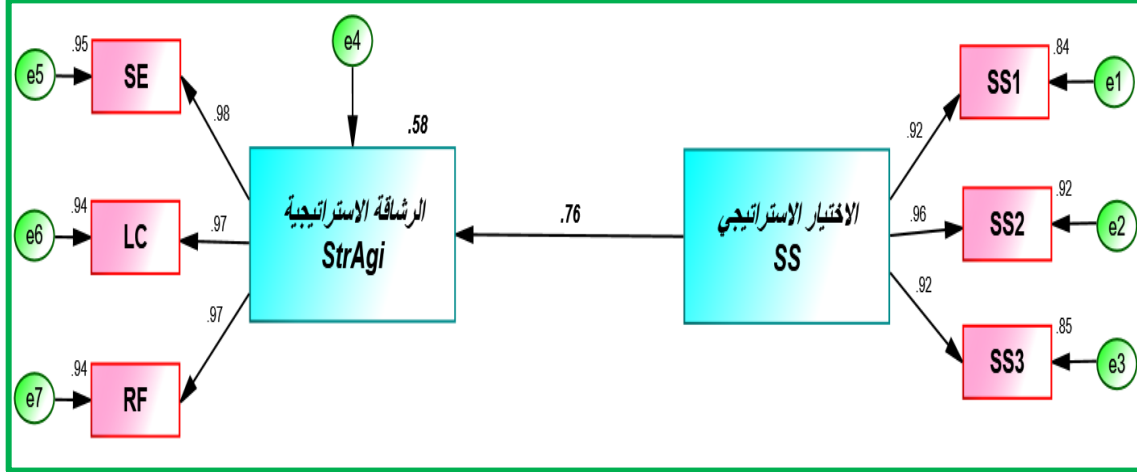 e4
.95
SE
e5
.98
.94
LC
e6
.97
.94
RF
e7
.97
.58
الرشاقة الاستراتيجية
StrAgi
.76
الاختيار الاستراتيجي
SS
.84
SS1
e1
.92
.92
SS2
e2
.96
.85
SS3
e3
.92